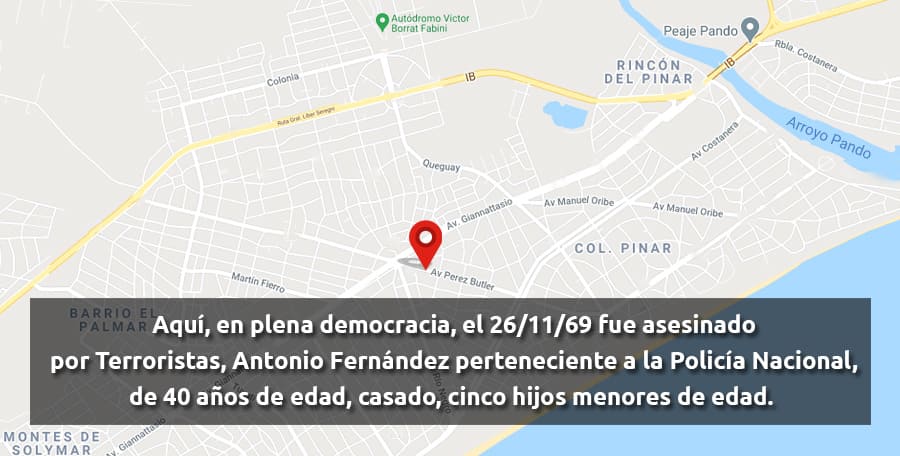 Autódromo Víctor
Borrat Fabini
Peaje Pando
Rbla. Costanera
RINCÓN
DEL PINAR
IB
Colonia
IB
Ruta Gral. Líber Seregni
Arroyo Pando
Av Costanera
Queguay
Av. Giannattasio
Av Manuel Oribe
Av Manuel Oribe
COL. PINAR
Av Perez Butler
Martín Fierro
BARRIO EL
PALMAR
Aquí, en plena democracia, el 26/11/69 fue asesinado
por Terroristas, Antonio Fernández perteneciente a la Policía Nacional,
de 40 años de edad, casado, cinco hijos menores de edad.
Río Negro
MONTES DE
SOLYMAR
Av. Giannattasio